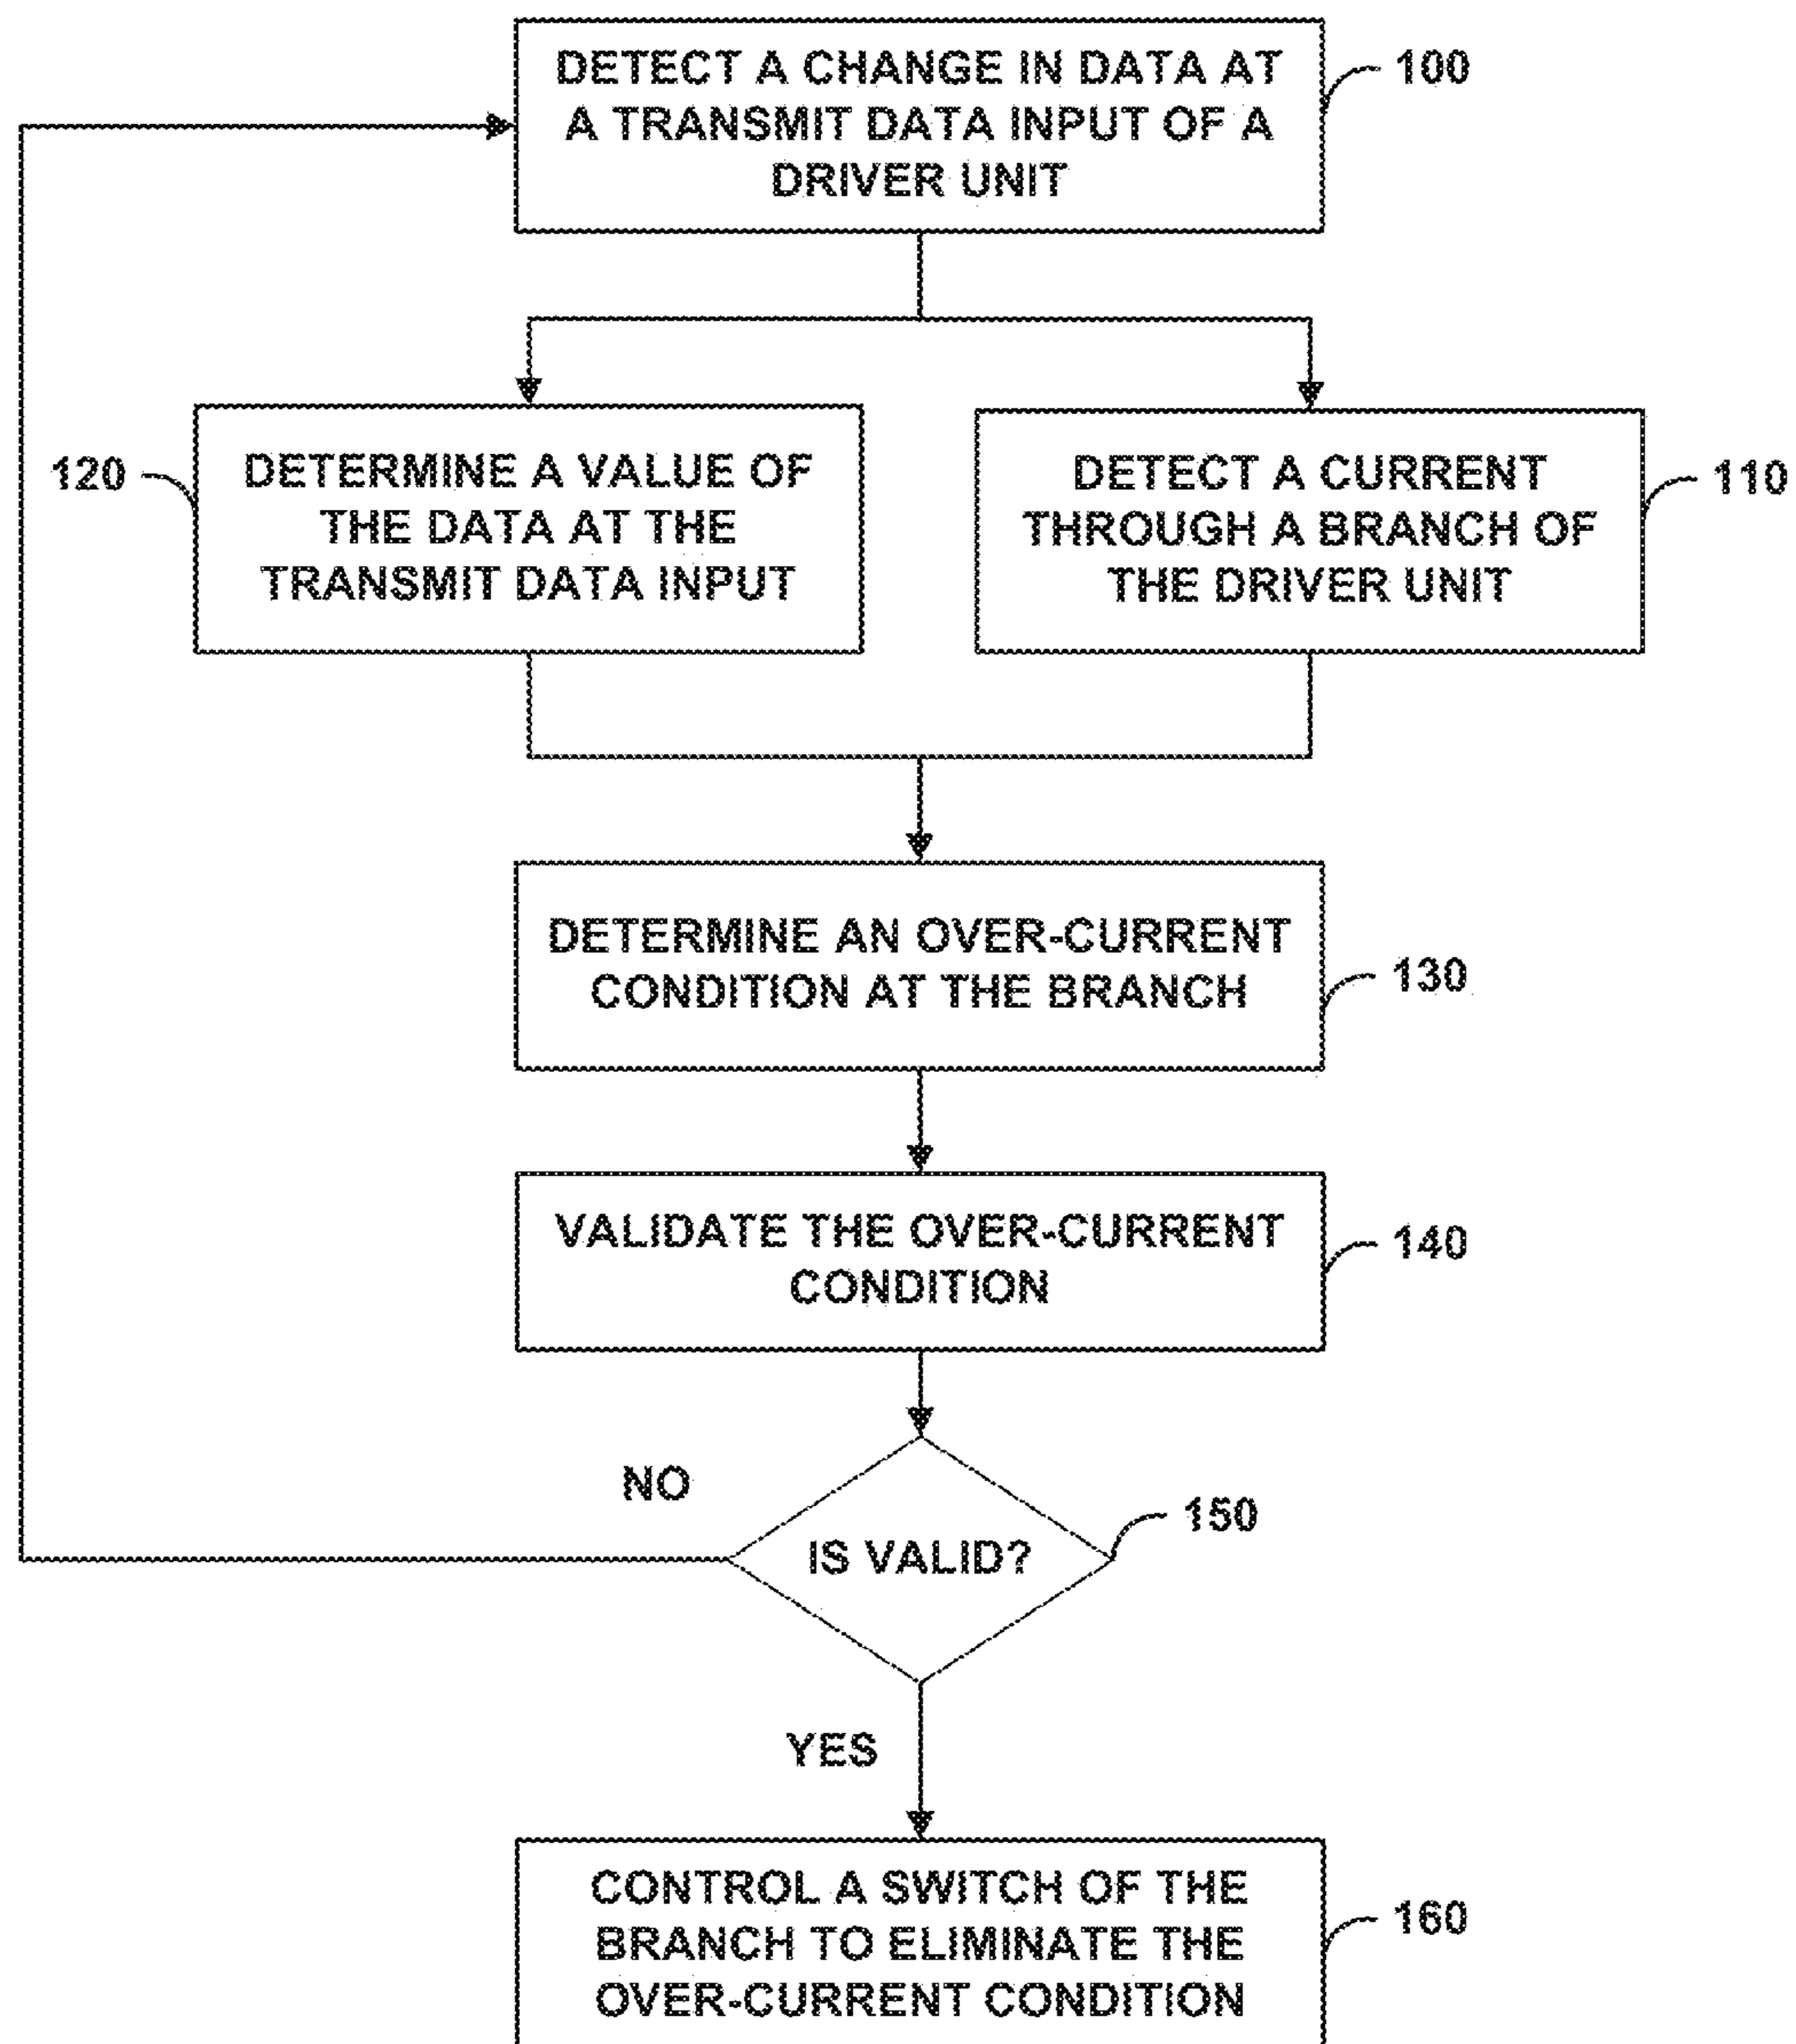 DETECT A CHANGE IN DATA AT
A TRANSMIT DATA INPUT OF A
DRIVER UNIT
100
120
DETERMINE A VALUE OF
THE DATA AT THE
TRANSMIT DATA INPUT
DETECT A CURRENT
THROUGH A BRANCH OF
THE DRIVER UNIT
110
DETERMINE AN OVER-CURRENT
CONDITION AT THE BRANCH
130
VALIDATE THE OVER-CURRENT
CONDITION
140
NO
IS VALID?
150
YES
CONTROL A SWITCH OF THE
BRANCH TO ELIMINATE THE
OVER-CURRENT CONDITION
160